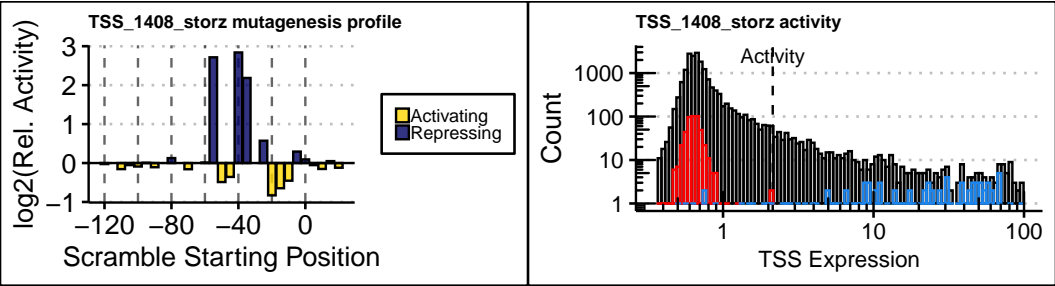 TSS_1408_storz mutagenesis profile
log2(Rel. Activity)
3
2
1
0
−1
−120
−80
−40
0
Scramble Starting Position
Activating
Repressing
TSS_1408_storz activity
Activity
Count
1000
100
10
1
1
10
100
TSS Expression